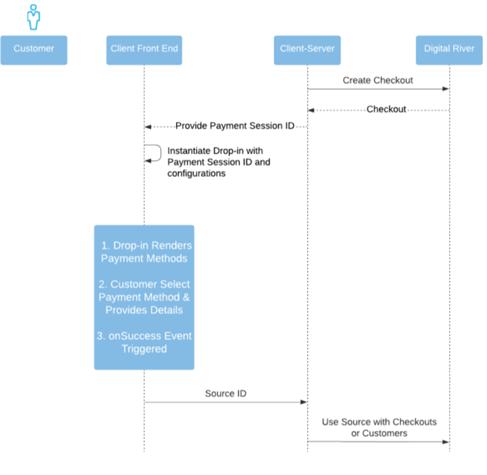 Customer
Client Front End
Client-Server
Digital River
Create Checkout
Checkout
Provide Payment Session ID
Instantiate Drop-in with
Payment Session ID and
configurations
1. Drop-in Renders
Payment Methods
2. Customer Select
Payment Method &
Provides Details
3. onSuccess Event
Triggered
Source ID
Use Source with Checkouts
or Customers